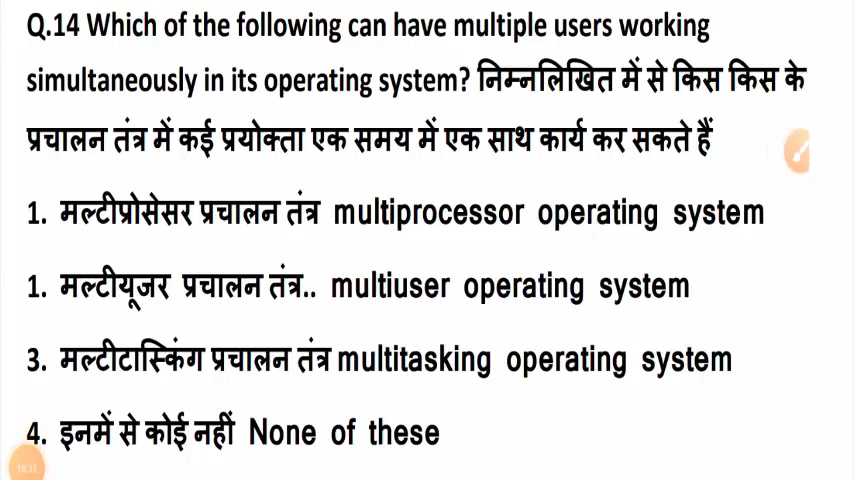 Q.14 Which of the following can have multiple users working
simultaneously in its operating system? निम्नलिखित में से किस किस के
प्रचालन तंत्र में कई प्रयोक्ता एक समय में एक साथ कार्य कर सकते हैं
1. मल्टीप्रोसेसर प्रचालन तंत्र multiprocessor operating system
1. मल्टीयूजर प्रचालन तंत्र.. multiuser operating system
3. मल्टीटास्किंग प्रचालन तंत्र multitasking operating system
4. इनमें से कोई नहीं None of these